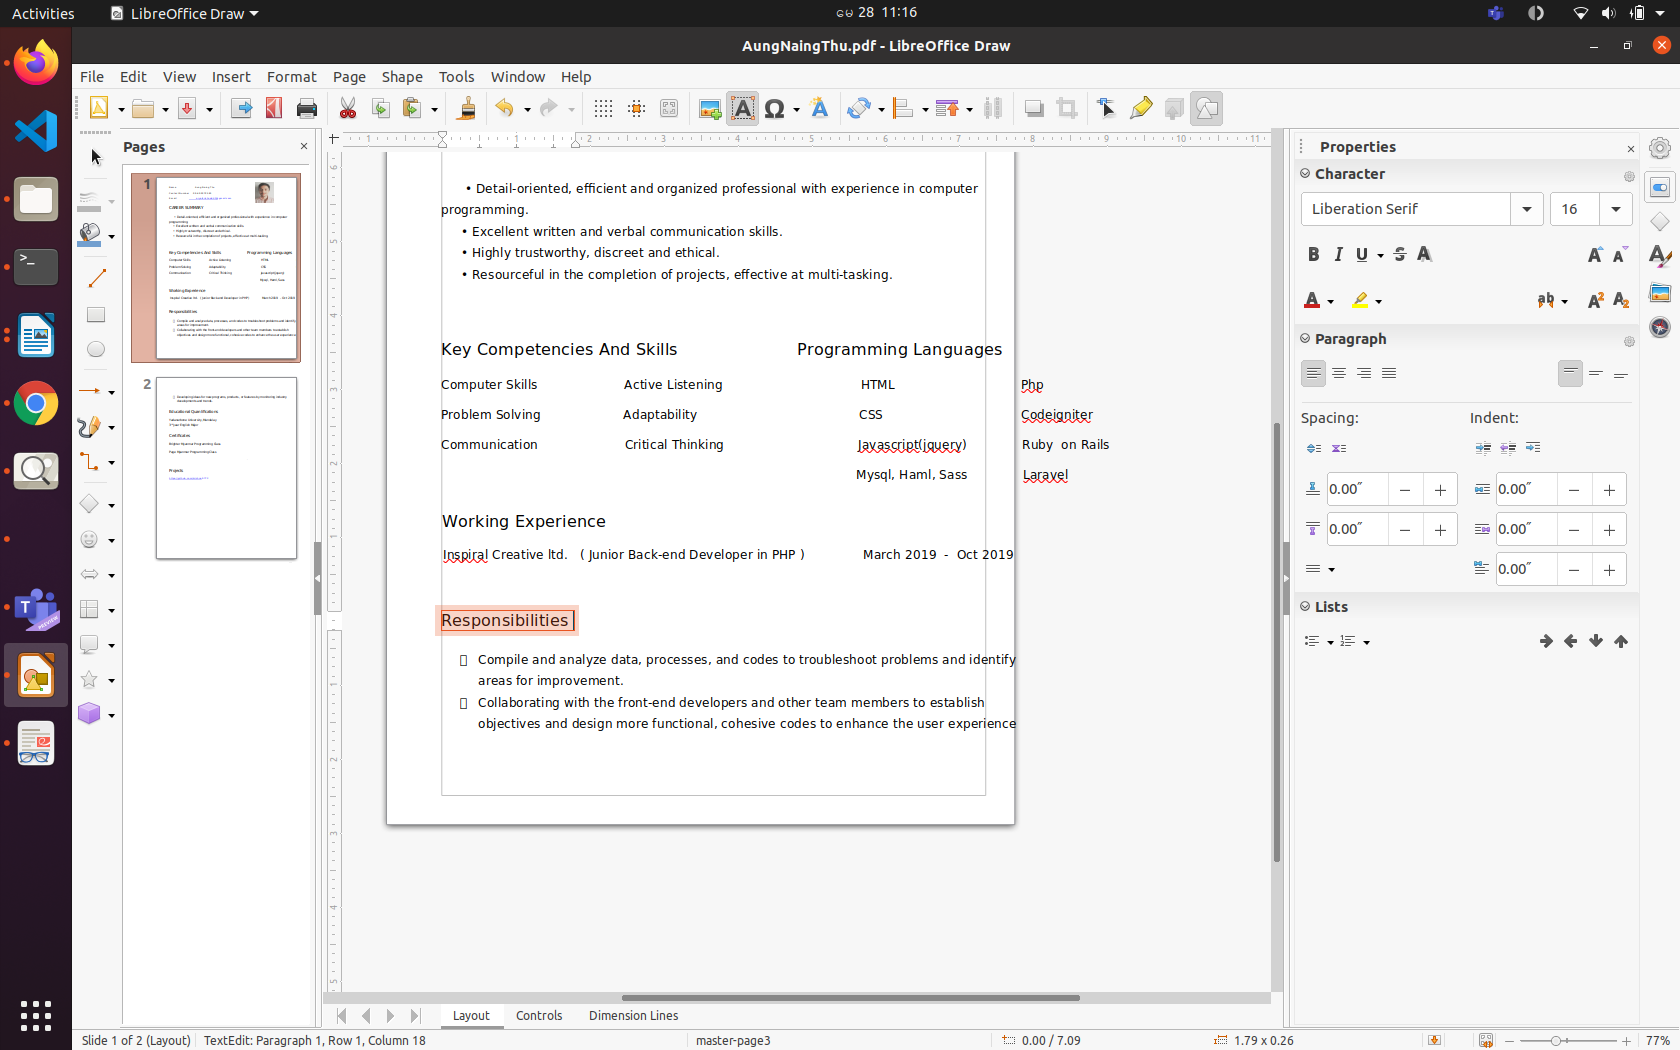 Activities
LibreOffice Draw
မေ 28 11:16
AungNaingThu.pdf - LibreOffice Draw
File Edit View Insert Format Page Shape Tools Window Help
Pages
1
2
• Detail-oriented, efficient and organized professional with experience in computer
programming.
• Excellent written and verbal communication skills.
• Highly trustworthy, discreet and ethical.
• Resourceful in the completion of projects, effective at multi-tasking.
Key Competencies And Skills Programming Languages
Computer Skills Active Listening HTML Php
Problem Solving Adaptability CSS Codeigniter
Communication Critical Thinking Javascript(jquery) Ruby on Rails
Mysql, Haml, Sass Laravel
Working Experience
Inspiral Creative ltd. ( Junior Back-end Developer in PHP ) March 2019 - Oct 2019
Responsibilities
Compile and analyze data, processes, and codes to troubleshoot problems and identify
areas for improvement.
Collaborating with the front-end developers and other team members to establish
objectives and design more functional, cohesive codes to enhance the user experience
Properties
Character
Liberation Serif 16
Paragraph
Spacing: Indent:
0.00″ 0.00″
0.00″ 0.00″
0.00″
Lists
Layout Controls Dimension Lines
Slide 1 of 2 (Layout) TextEdit: Paragraph 1, Row 1, Column 18 master-page3 0.00 / 7.09 1.79 x 0.26 77%